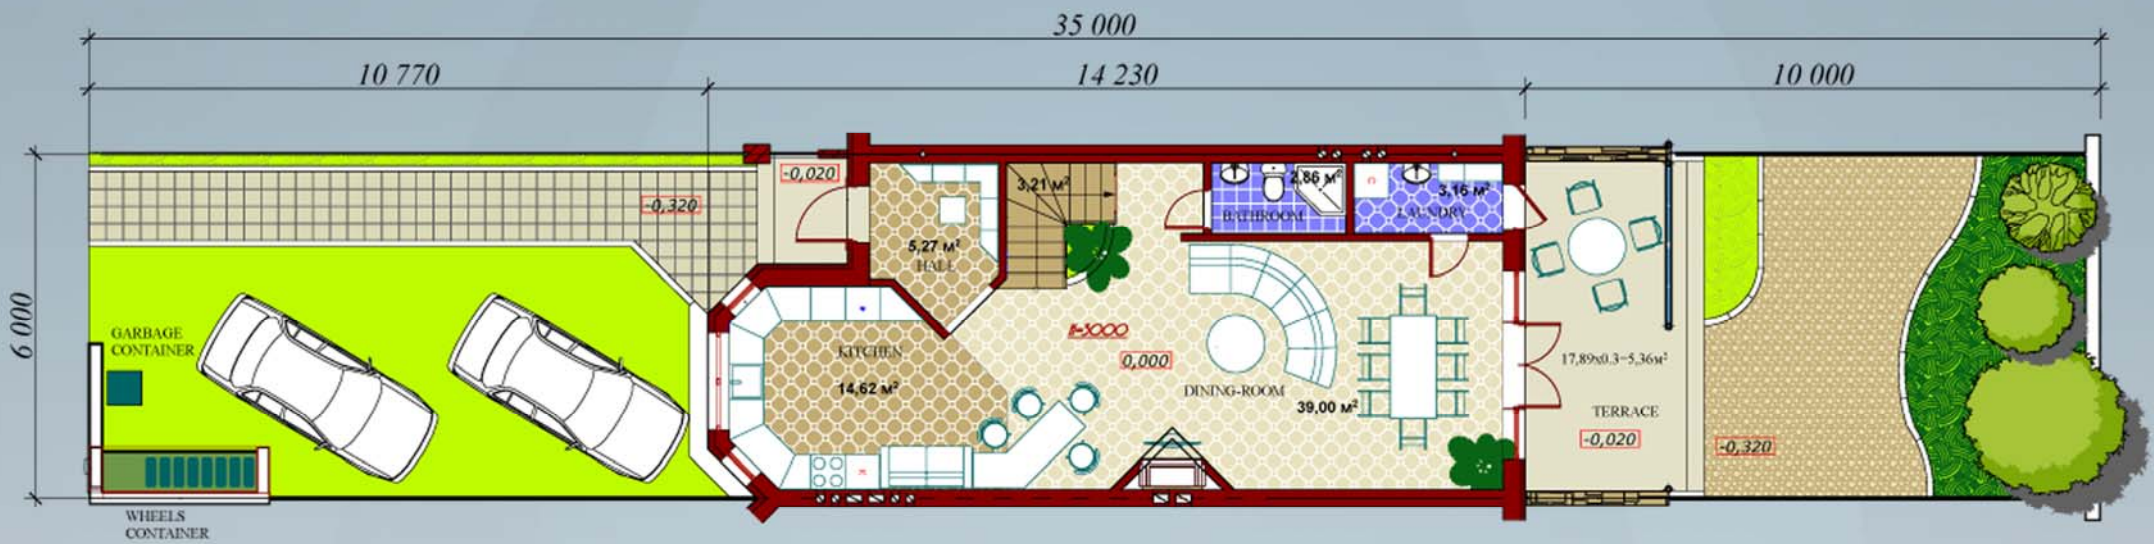 35 000
10 770
14 230
10 000
6 000
-0,020
-0,320
3,21 м²
5,27 м²
HALL
2,86 м²
BATHROOM
3,16 м²
LAUNDRY
GARBAGE
CONTAINER
KITCHEN
14,62 м²
H=3000
0,000
DINING-ROOM
39,00 м²
17,89x0.3=5,36м²
TERRACE
-0,020
-0,320
WHEELS
CONTAINER